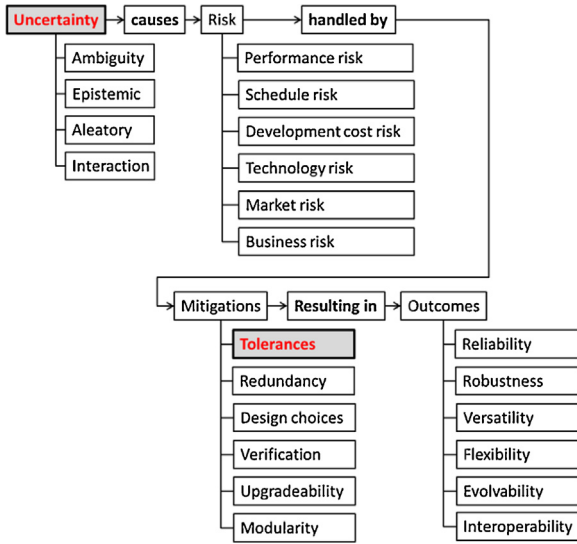 Uncertainty causes Risk handled by
Ambiguity
Epistemic
Aleatory
Interaction
Performance risk
Schedule risk
Development cost risk
Technology risk
Market risk
Business risk
Mitigations Resulting in Outcomes
Tolerances
Redundancy
Design choices
Verification
Upgradeability
Modularity
Reliability
Robustness
Versatility
Flexibility
Evolvability
Interoperability